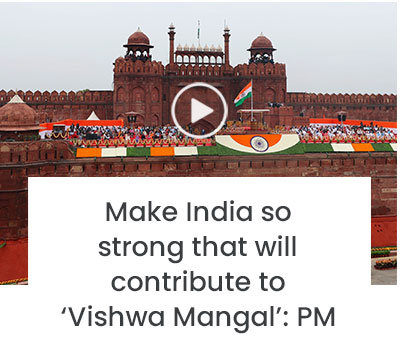 Make India so
strong that will
contribute to
‘Vishwa Mangal’: PM